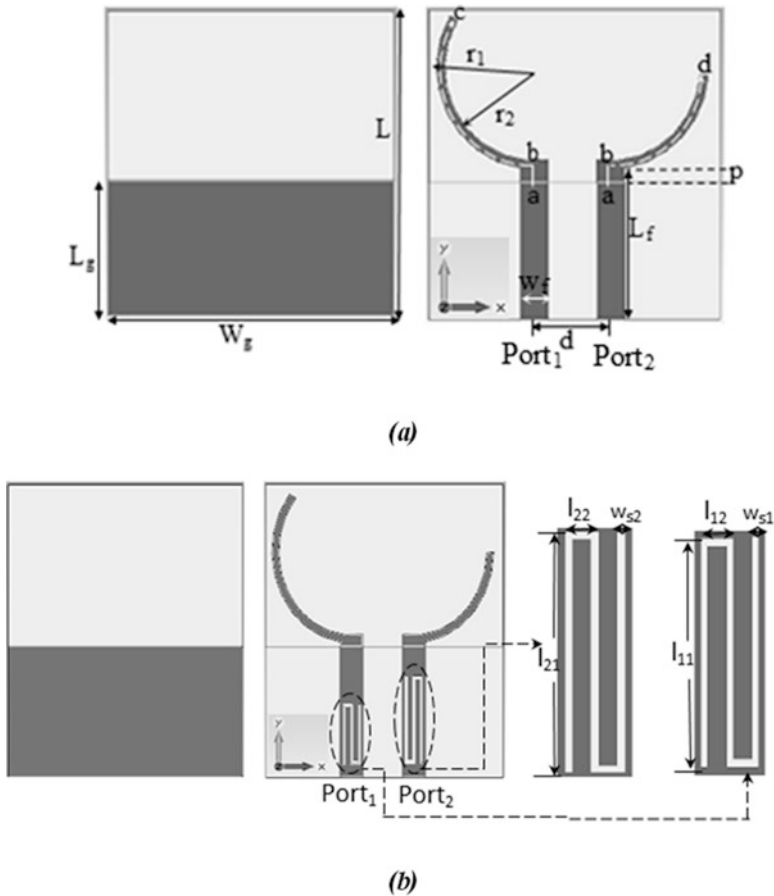 c
r1
r2
d
L
b b
p
a a
Lg
Lf
y
wf
z x
Wg
d
Port1 Port2
(a)
l22 ws2 l12 ws1
l21
l11
y
z x
Port1 Port2
(b)